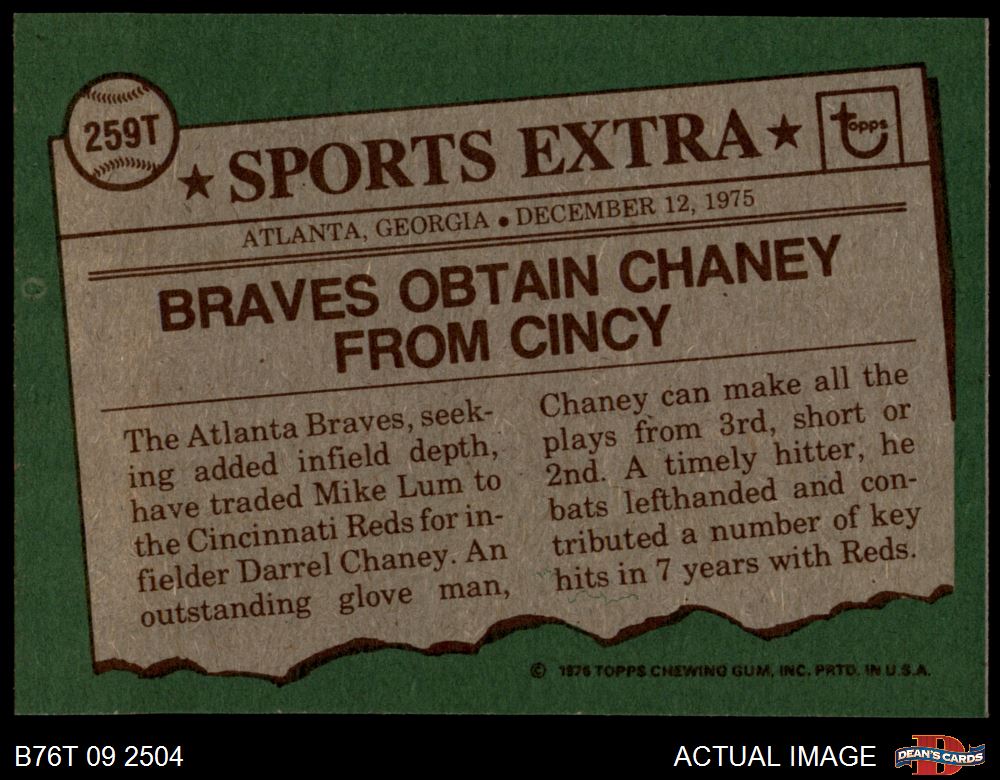 259T
★ SPORTS EXTRA ★
topps
ATLANTA, GEORGIA • DECEMBER 12, 1975
BRAVES OBTAIN CHANEY
FROM CINCY
The Atlanta Braves, seek-
ing added infield depth,
have traded Mike Lum to
the Cincinnati Reds for in-
fielder Darrel Chaney. An
outstanding glove man,
Chaney can make all the
plays from 3rd, short or
2nd. A timely hitter, he
bats lefthanded and con-
tributed a number of key
hits in 7 years with Reds.
© 1976 TOPPS CHEWING GUM, INC. PRTD. IN U.S.A.
B76T 09 2504
ACTUAL IMAGE
DEAN'S CARDS